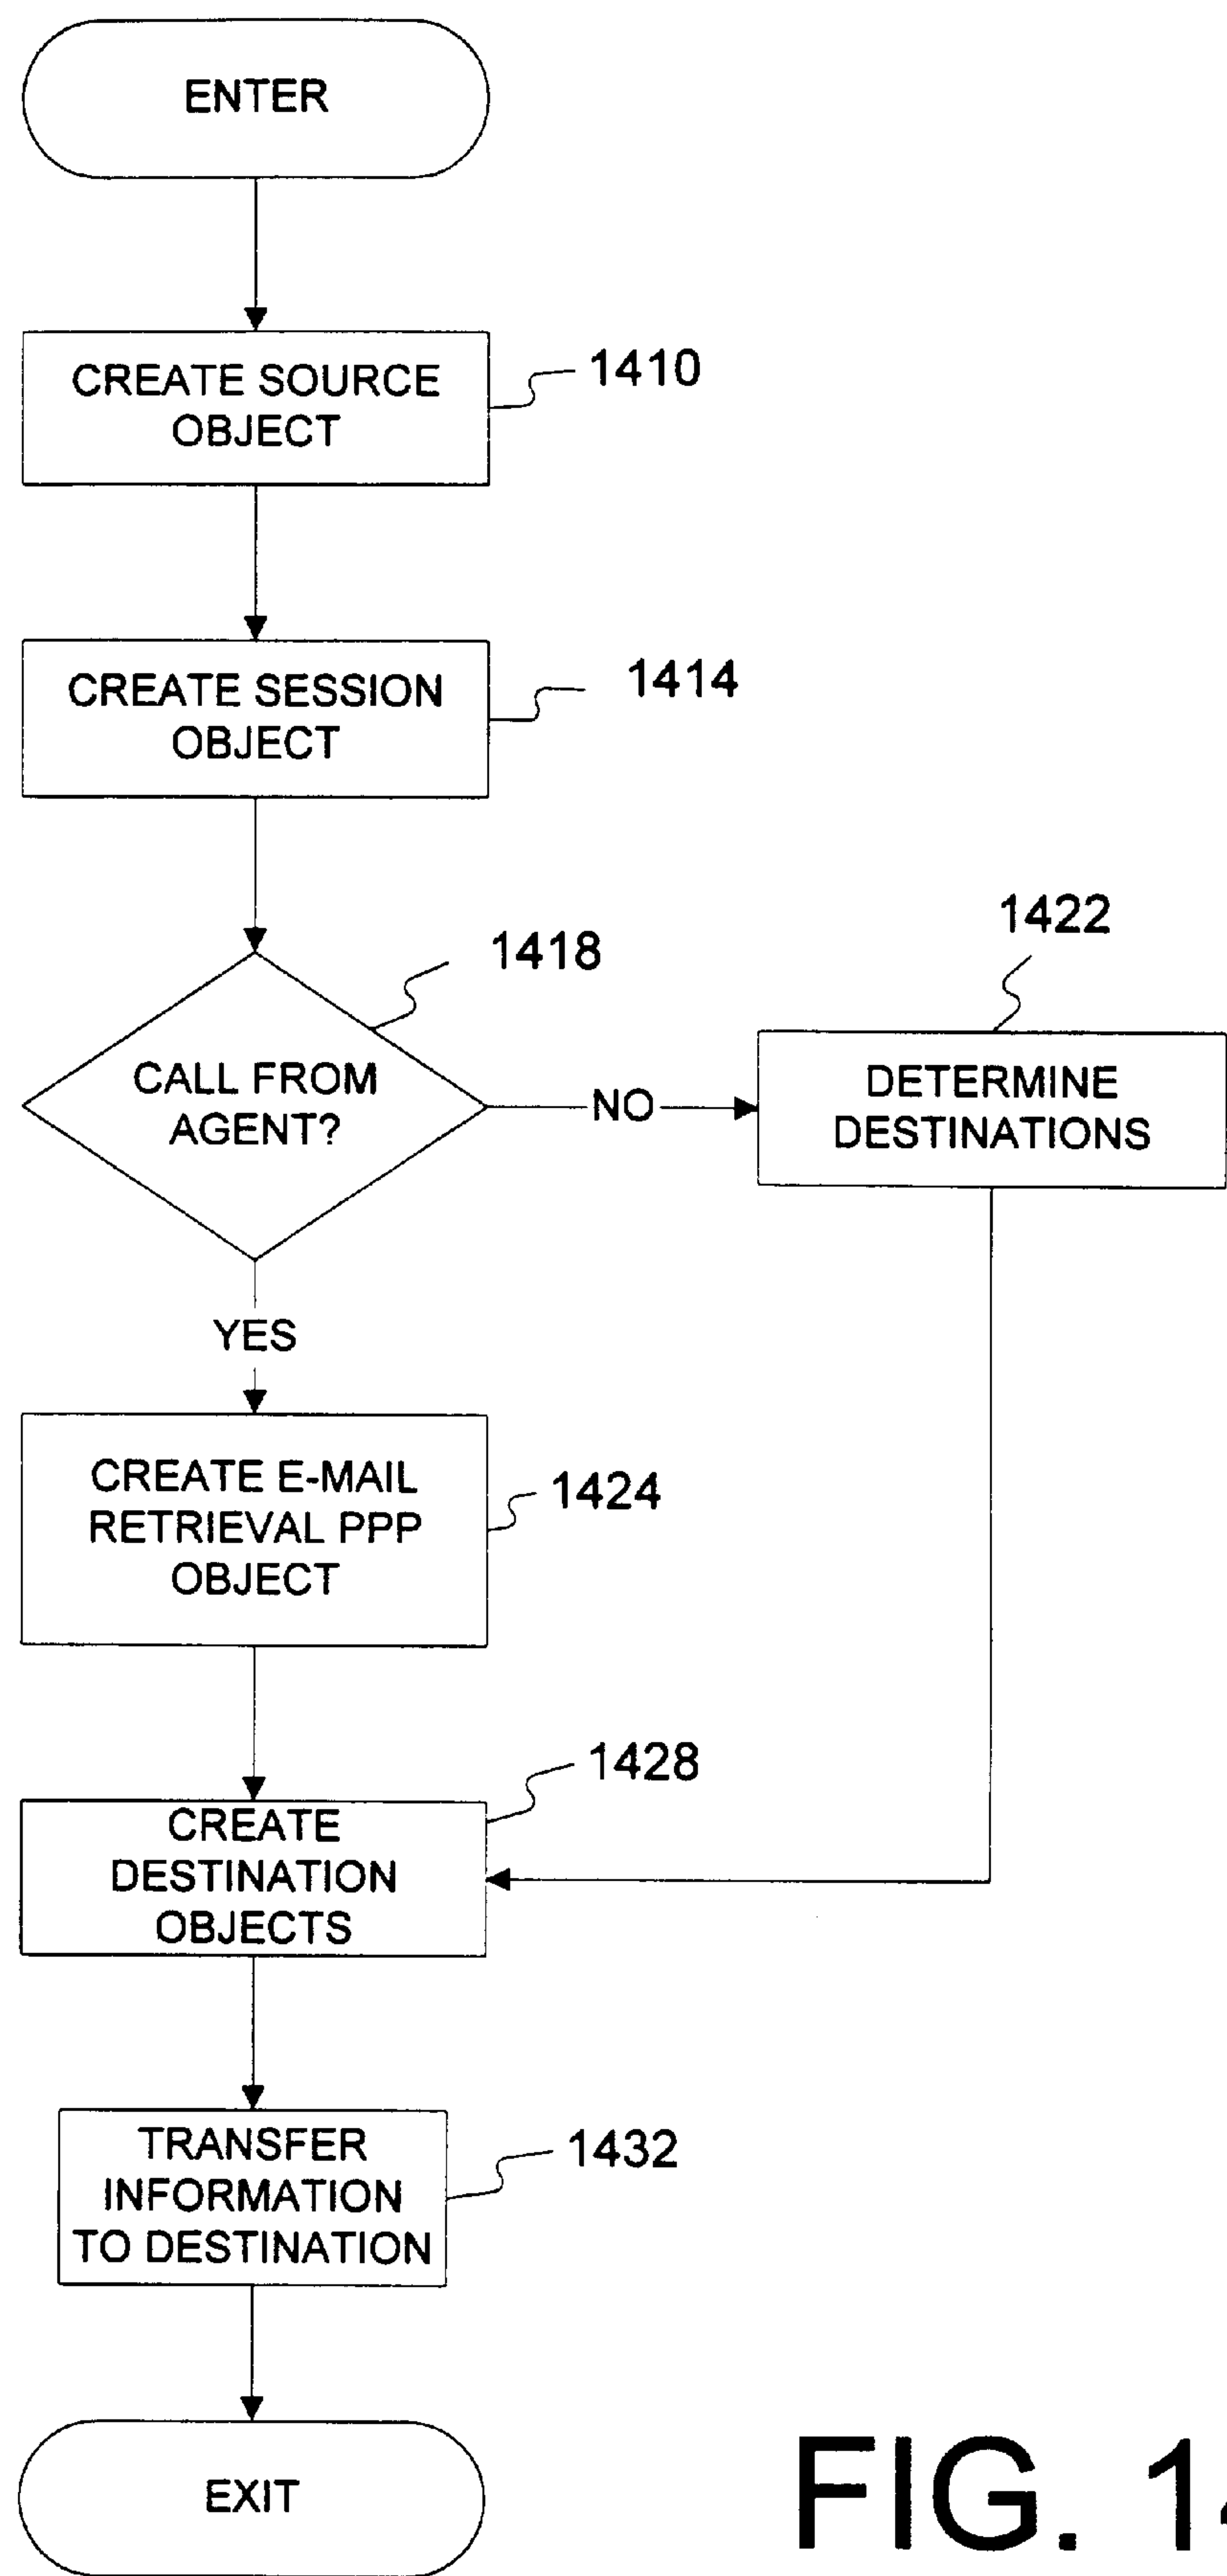 ENTER
CREATE SOURCE
OBJECT
1410
CREATE SESSION
OBJECT
1414
1418
CALL FROM
AGENT?
NO
1422
DETERMINE
DESTINATIONS
YES
CREATE E-MAIL
RETRIEVAL PPP
OBJECT
1424
CREATE
DESTINATION
OBJECTS
1428
TRANSFER
INFORMATION
TO DESTINATION
1432
EXIT
FIG. 14